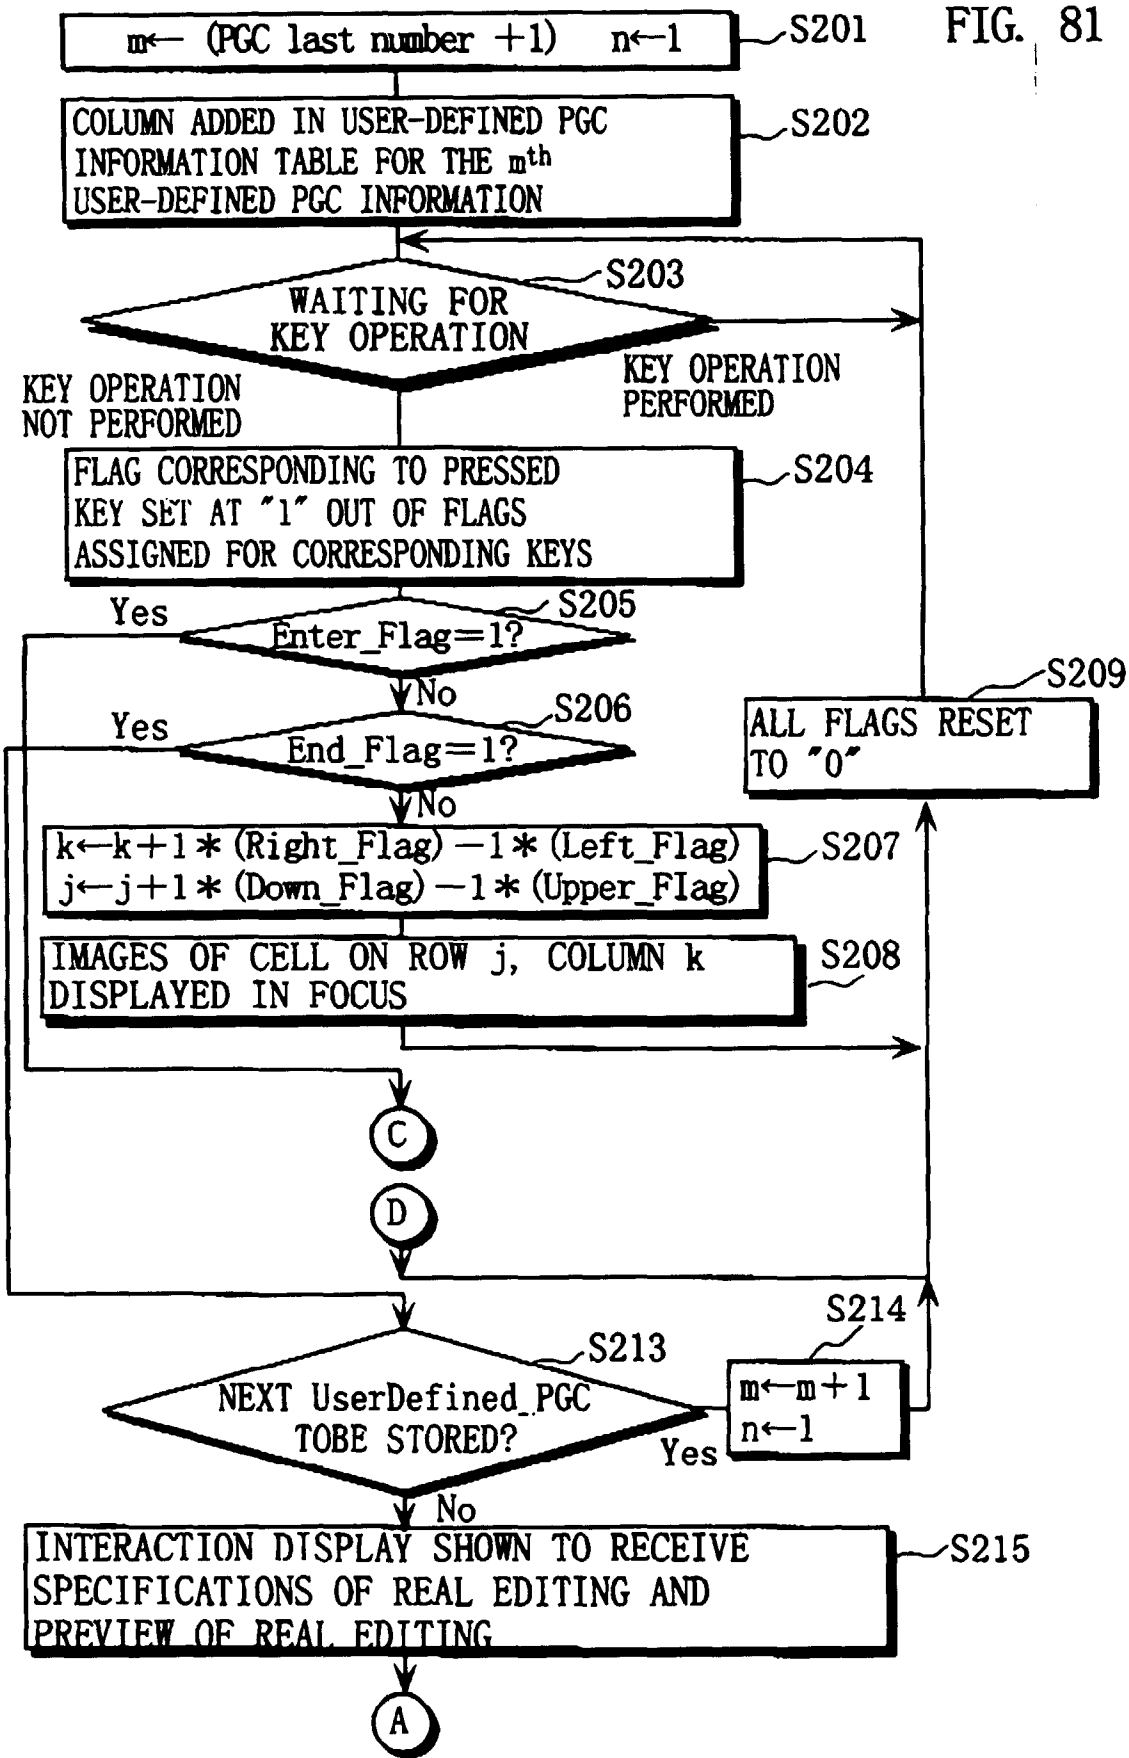 FIG. 81
m← (PGC last number +1) n←1
S201
COLUMN ADDED IN USER-DEFINED PGC
INFORMATION TABLE FOR THE mth
USER-DEFINED PGC INFORMATION
S202
S203
WAITING FOR
KEY OPERATION
KEY OPERATION
NOT PERFORMED
KEY OPERATION
PERFORMED
FLAG CORRESPONDING TO PRESSED
KEY SET AT "1" OUT OF FLAGS
ASSIGNED FOR CORRESPONDING KEYS
S204
Yes
S205
Enter_Flag=1?
No
Yes
S206
End_Flag=1?
No
S209
ALL FLAGS RESET
TO "0"
k←k+1*(Right_Flag)-1*(Left_Flag)
j←j+1*(Down_Flag)-1*(Upper_FIag)
S207
IMAGES OF CELL ON ROW j, COLUMN k
DISPLAYED IN FOCUS
S208
C
D
S213
NEXT UserDefined_PGC
TOBE STORED?
Yes
S214
m←m+1
n←1
No
INTERACTION DISPLAY SHOWN TO RECEIVE
SPECIFICATIONS OF REAL EDITING AND
PREVIEW OF REAL EDITING
S215
A